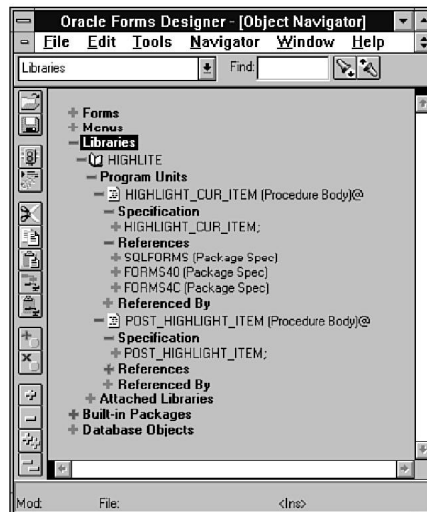 Oracle Forms Designer - [Object Navigator]
File Edit Tools Navigator Window Help
Libraries Find:
Forms
Menus
Libraries
HIGHLITE
Program Units
HIGHLIGHT_CUR_ITEM (Procedure Body)@
Specification
HIGHLIGHT_CUR_ITEM;
References
SQLFORMS (Package Spec)
FORMS40 (Package Spec)
FORMS4C (Package Spec)
Referenced By
POST_HIGHLIGHT_ITEM (Procedure Body)@
Specification
POST_HIGHLIGHT_ITEM;
References
Referenced By
Attached Libraries
Built-in Packages
Database Objects
Mod: File: <Ins>